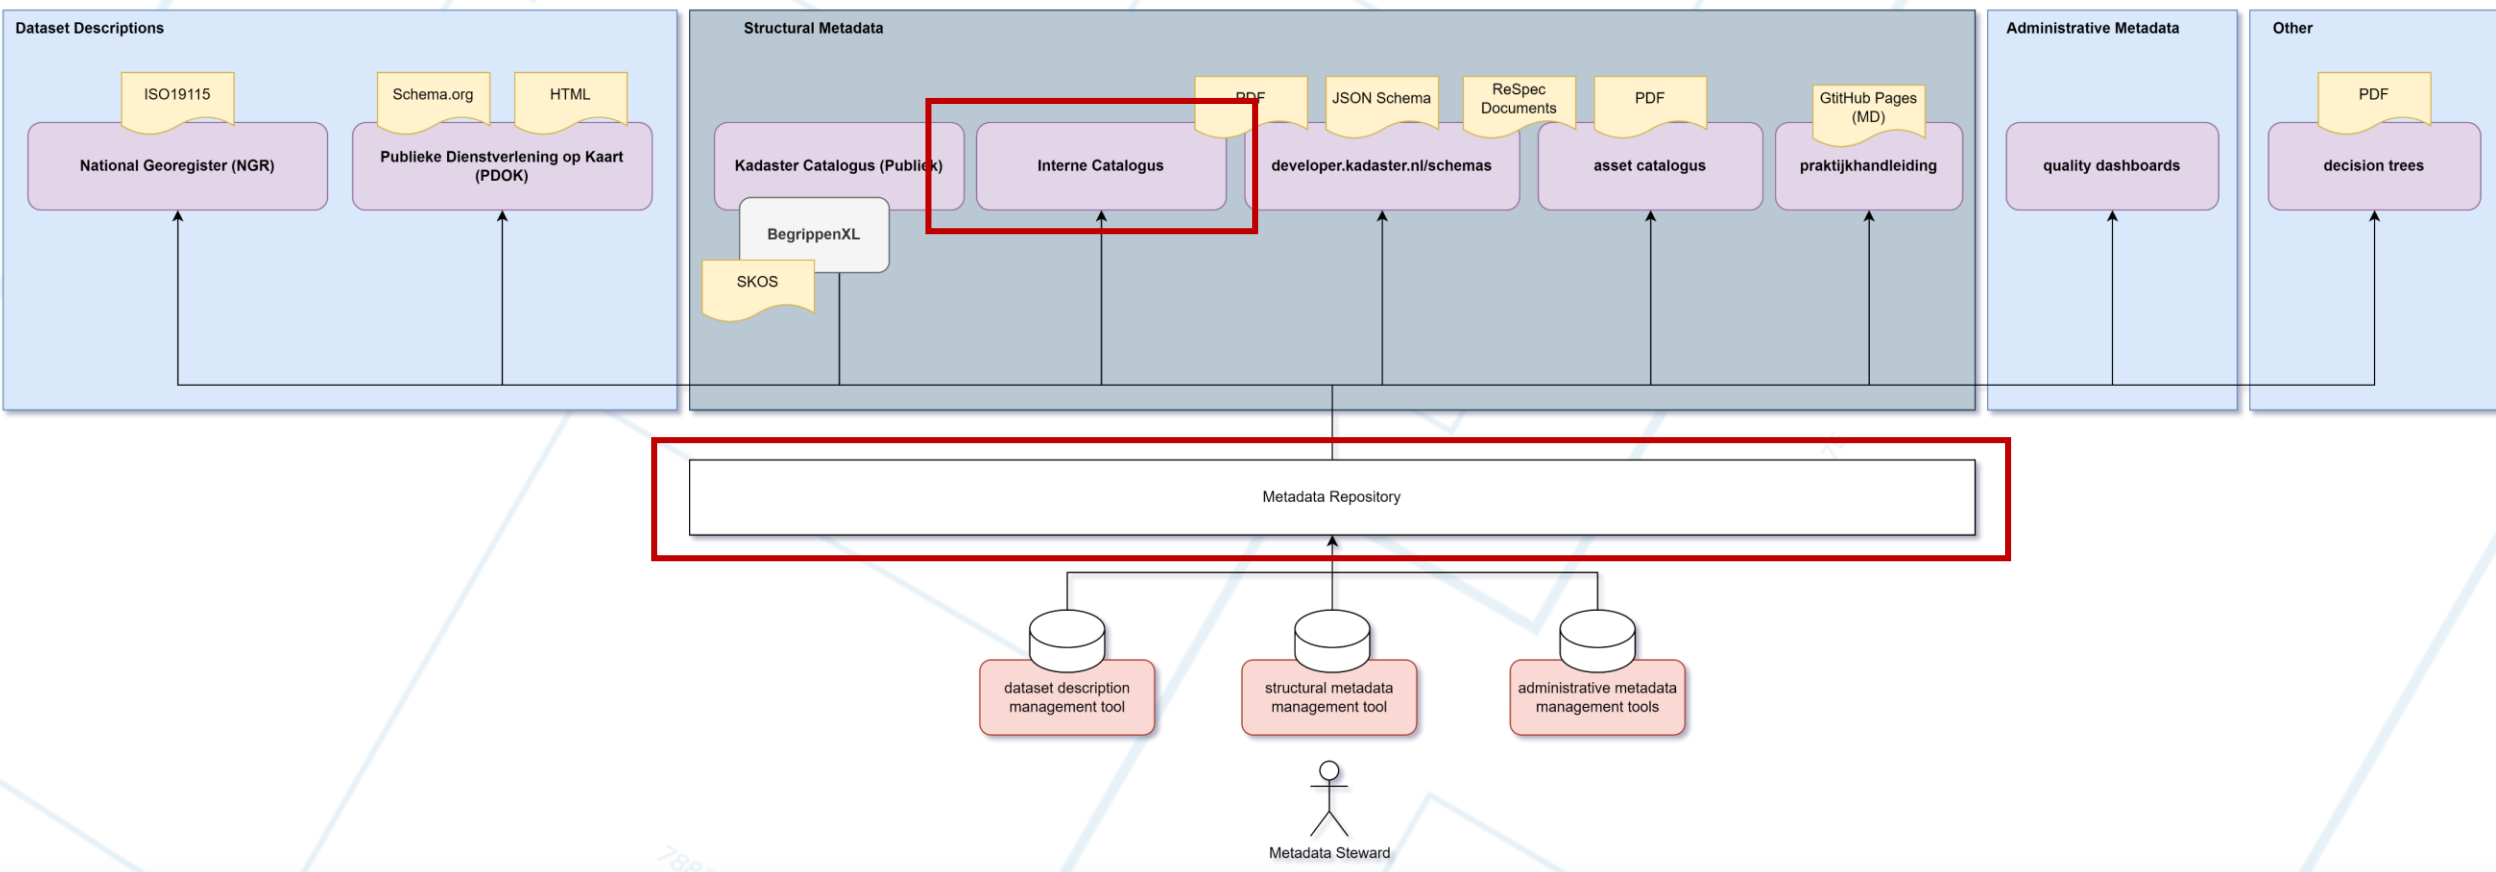 Dataset Descriptions
Structural Metadata
Administrative Metadata
Other
ISO19115
Schema.org
HTML
PDF
JSON Schema
ReSpec
Documents
PDF
GtitHub Pages
(MD)
PDF
National Georegister (NGR)
Publieke Dienstverlening op Kaart
(PDOK)
Kadaster Catalogus (Publiek)
Interne Catalogus
developer.kadaster.nl/schemas
asset catalogus
praktijkhandleiding
quality dashboards
decision trees
BegrippenXL
SKOS
Metadata Repository
dataset description
management tool
structural metadata
management tool
administrative metadata
management tools
Metadata Steward